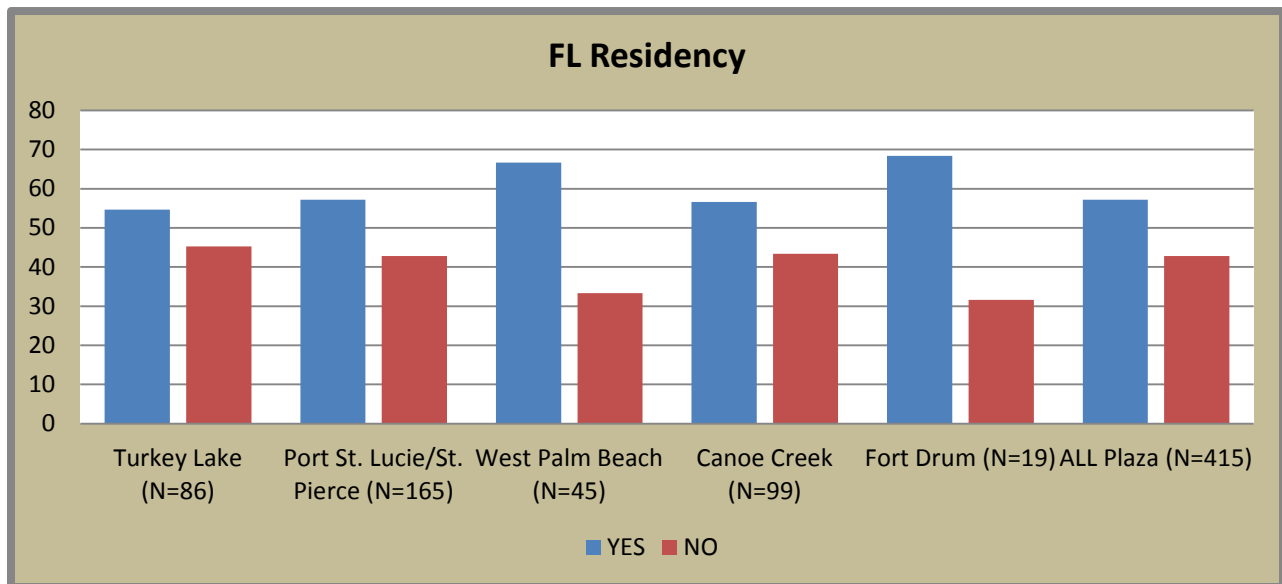 FL Residency
80
70
60
50
40
30
20
10
0
Turkey Lake (N=86)
Port St. Lucie/St. Pierce (N=165)
West Palm Beach (N=45)
Canoe Creek (N=99)
Fort Drum (N=19)
ALL Plaza (N=415)
YES NO